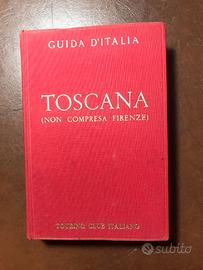 GUIDA D'ITALIA
TOSCANA
(NON COMPRESA FIRENZE)
TOURING CLUB ITALIANO
subito